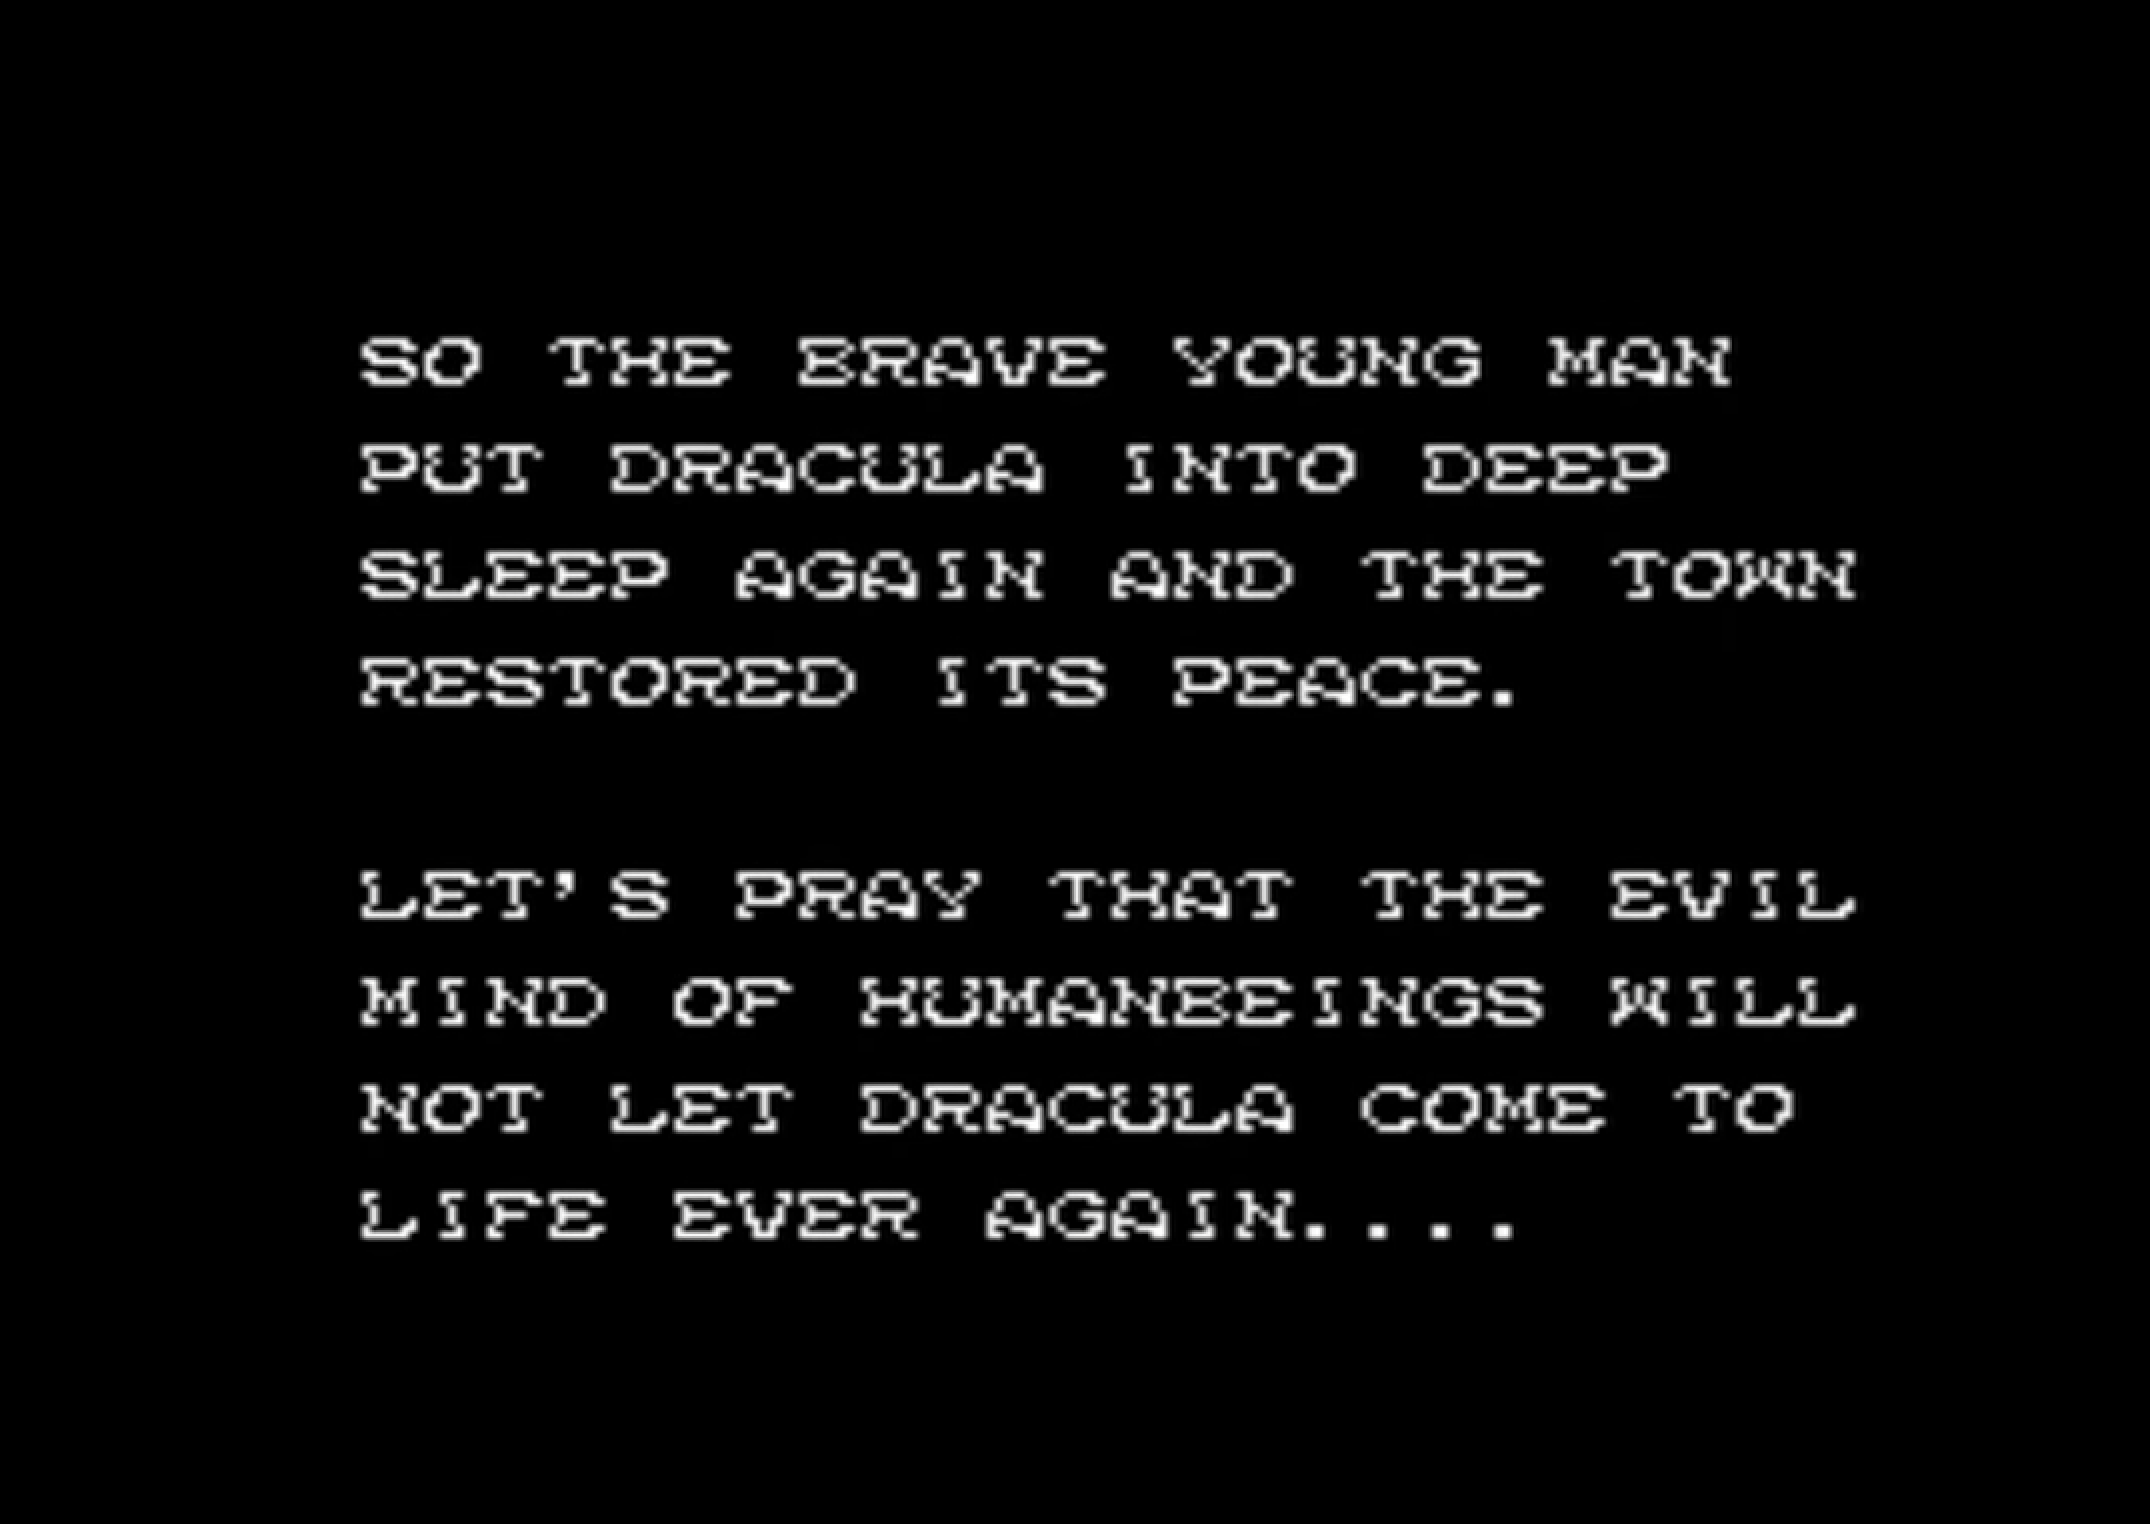 SO THE BRAVE YOUNG MAN
PUT DRACULA INTO DEEP
SLEEP AGAIN AND THE TOWN
RESTORED ITS PEACE.
LET'S PRAY THAT THE EVIL
MIND OF HUMANBEINGS WILL
NOT LET DRACULA COME TO
LIFE EVER AGAIN....